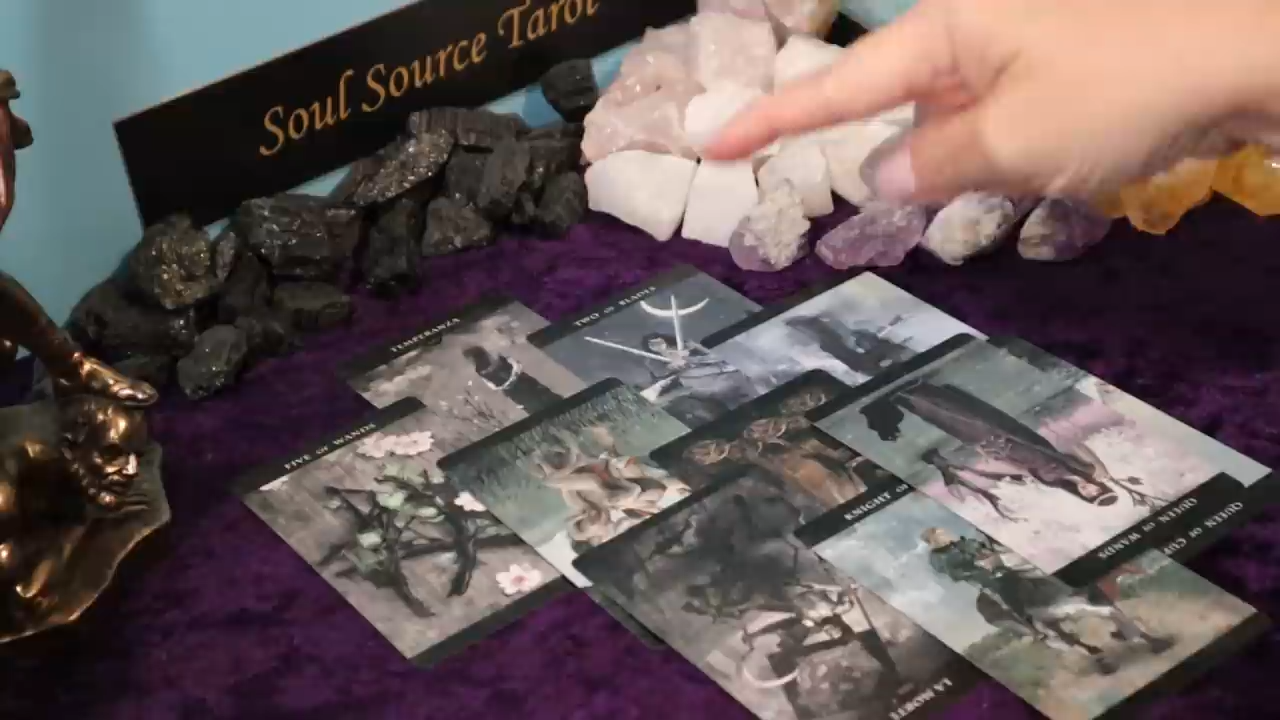 Soul Source Tarot
TEMPERANZA
TWO OF BLADES
FIVE OF WANDS
KNIGHT OF
QUEEN OF WANDS
QUEEN OF CUP
LA MORTE